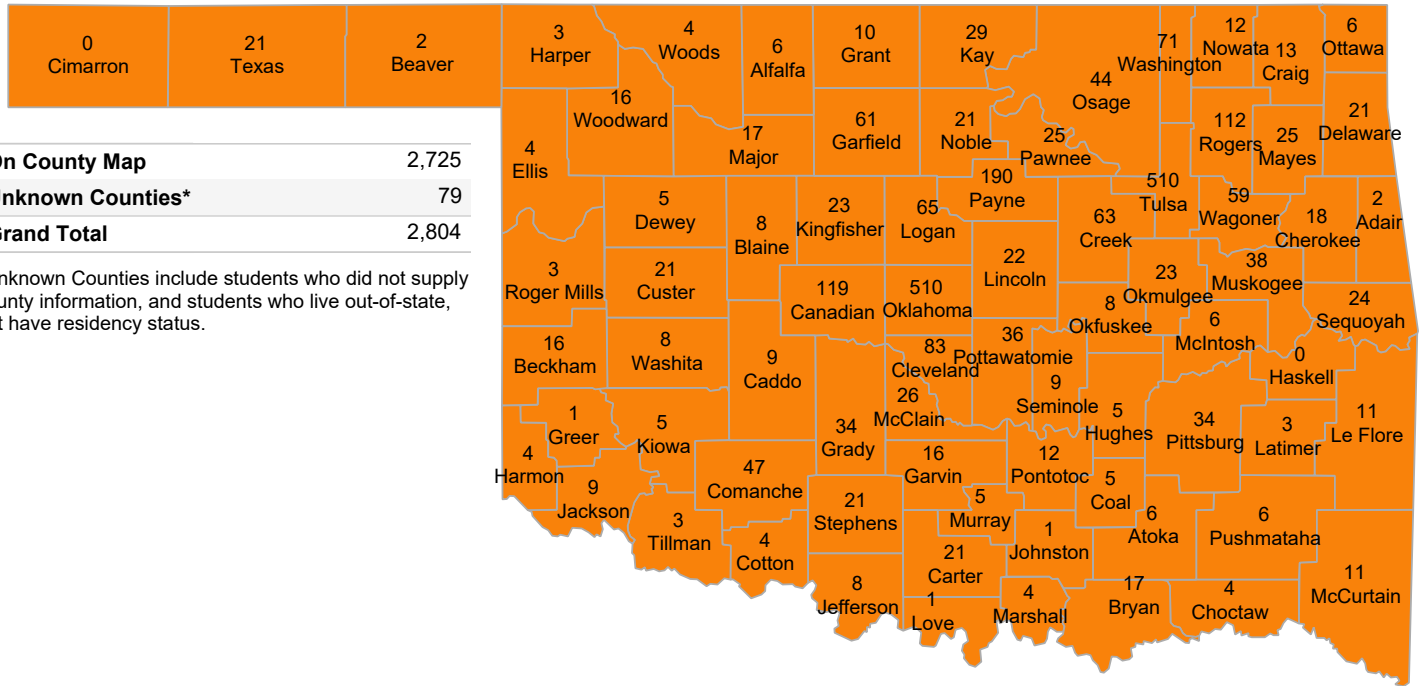 0
Cimarron
21
Texas
2
Beaver
3
Harper
4
Woods
6
Alfalfa
10
Grant
29
Kay
71
Washington
12
Nowata
13
Craig
6
Ottawa
44
Osage
16
Woodward
4
Ellis
17
Major
61
Garfield
21
Noble
25
Pawnee
112
Rogers
25
Mayes
21
Delaware
On County Map 2,725
nknown Counties* 79
Grand Total 2,804
nknown Counties include students who did not supply
unty information, and students who live out-of-state,
t have residency status.
5
Dewey
8
Blaine
23
Kingfisher
65
Logan
190
Payne
63
Creek
510
Tulsa
59
Wagoner
18
Cherokee
2
Adair
3
Roger Mills
21
Custer
119
Canadian
510
Oklahoma
22
Lincoln
8
Okfuskee
23
Okmulgee
38
Muskogee
6
McIntosh
24
Sequoyah
16
Beckham
8
Washita
9
Caddo
83
Cleveland
36
Pottawatomie
9
Seminole
0
Haskell
1
Greer
5
Kiowa
34
Grady
26
McClain
5
Hughes
34
Pittsburg
3
Latimer
11
Le Flore
4
Harmon
9
Jackson
47
Comanche
16
Garvin
12
Pontotoc
5
Coal
3
Tillman
4
Cotton
21
Stephens
5
Murray
1
Johnston
6
Atoka
6
Pushmataha
8
Jefferson
21
Carter
1
Love
4
Marshall
17
Bryan
4
Choctaw
11
McCurtain